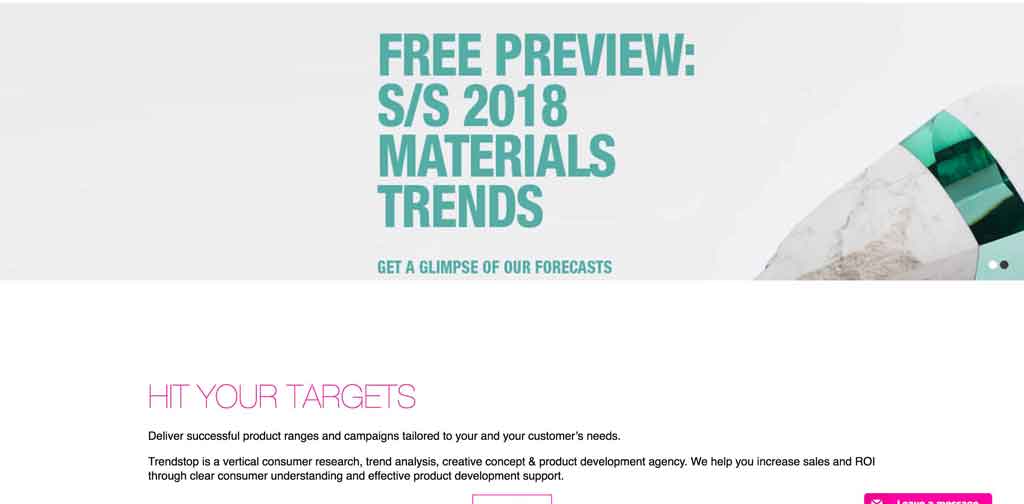 FREE PREVIEW:
S/S 2018
MATERIALS
TRENDS
GET A GLIMPSE OF OUR FORECASTS
HIT YOUR TARGETS
Deliver successful product ranges and campaigns tailored to your and your customer's needs.
Trendstop is a vertical consumer research, trend analysis, creative concept & product development agency. We help you increase sales and ROI
through clear consumer understanding and effective product development support.
Leave a message